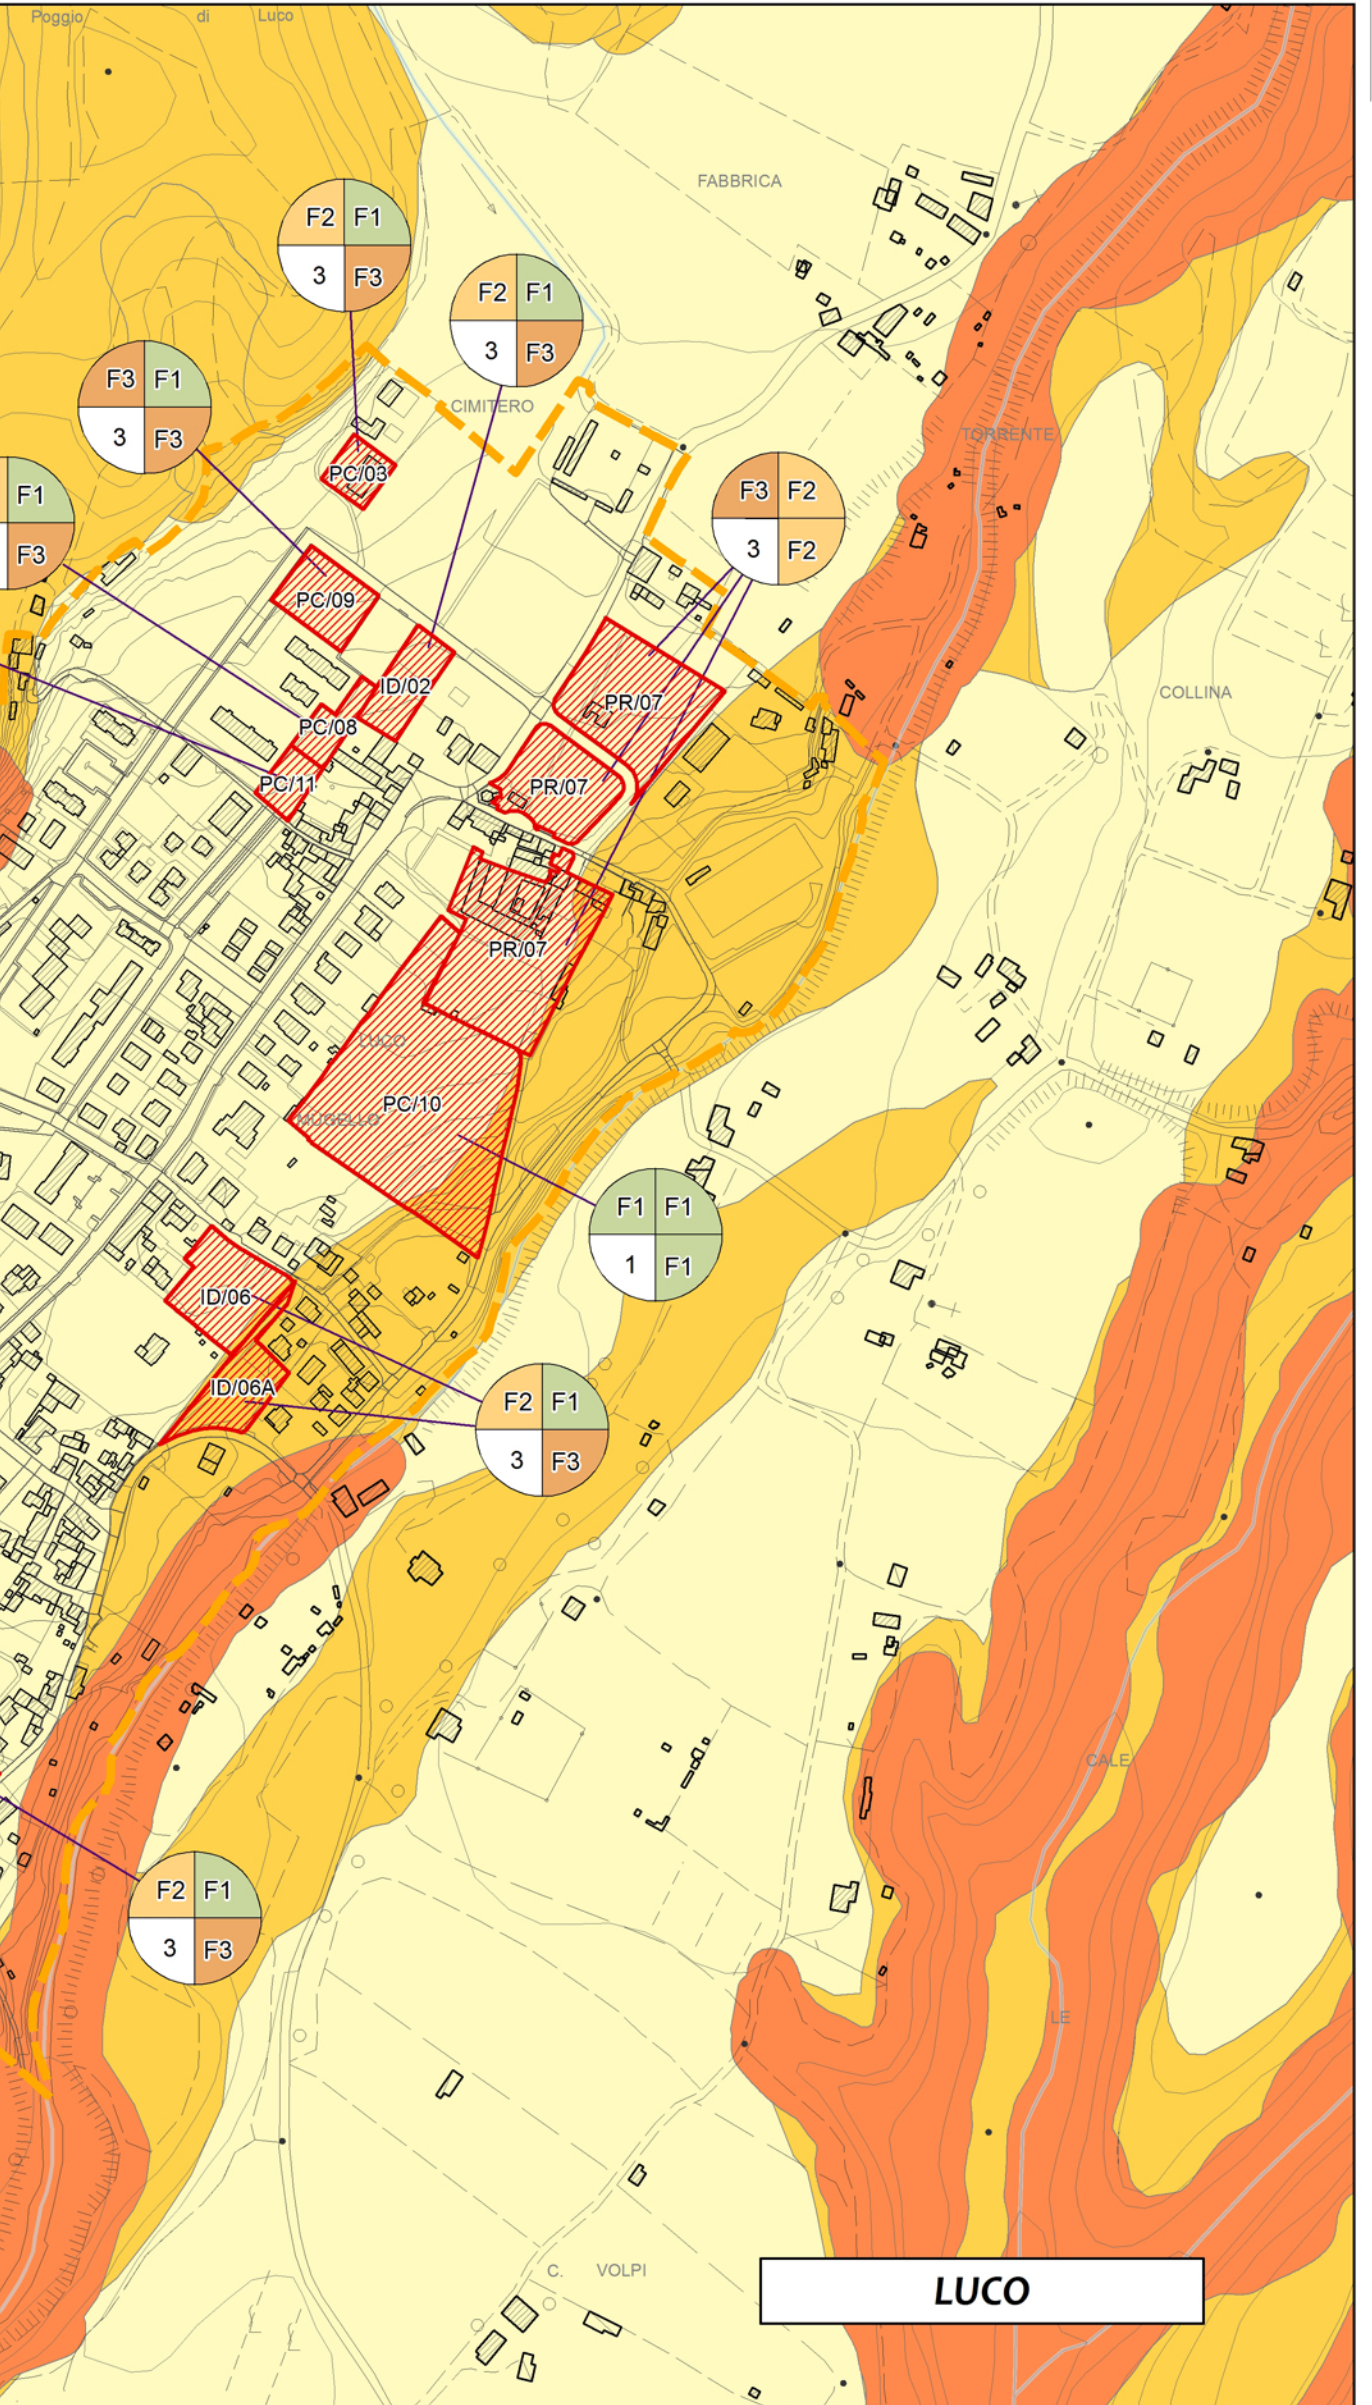 Poggio di Luco
FABBRICA
F2 F1
3 F3
F2 F1
3 F3
F3 F1
3 F3
CIMITERO
TORRENTE
PC/03
F3 F2
3 F2
F1
F3
PC/09
ID/02
COLLINA
PR/07
PC/08
PC/11
PR/07
PR/07
LUCO
PC/10
MUGELLO
F1 F1
1 F1
ID/06
ID/06A
F2 F1
3 F3
CALE
F2 F1
3 F3
LE
C. VOLPI
LUCO